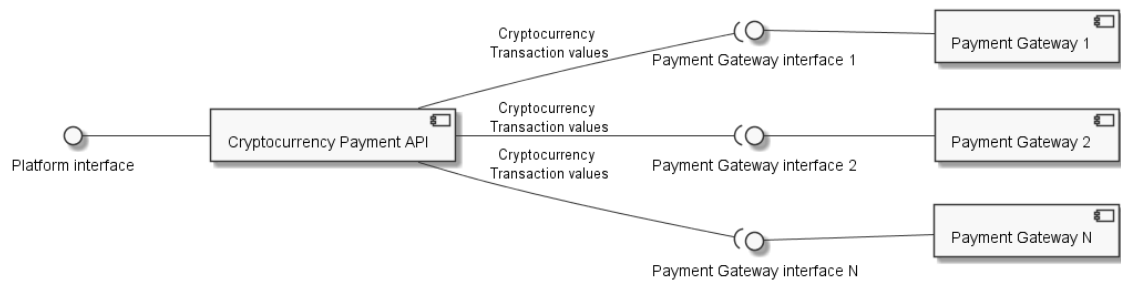 Cryptocurrency
Transaction values
Payment Gateway interface 1
Payment Gateway 1
Platform interface
Cryptocurrency Payment API
Cryptocurrency
Transaction values
Payment Gateway interface 2
Payment Gateway 2
Cryptocurrency
Transaction values
Payment Gateway interface N
Payment Gateway N